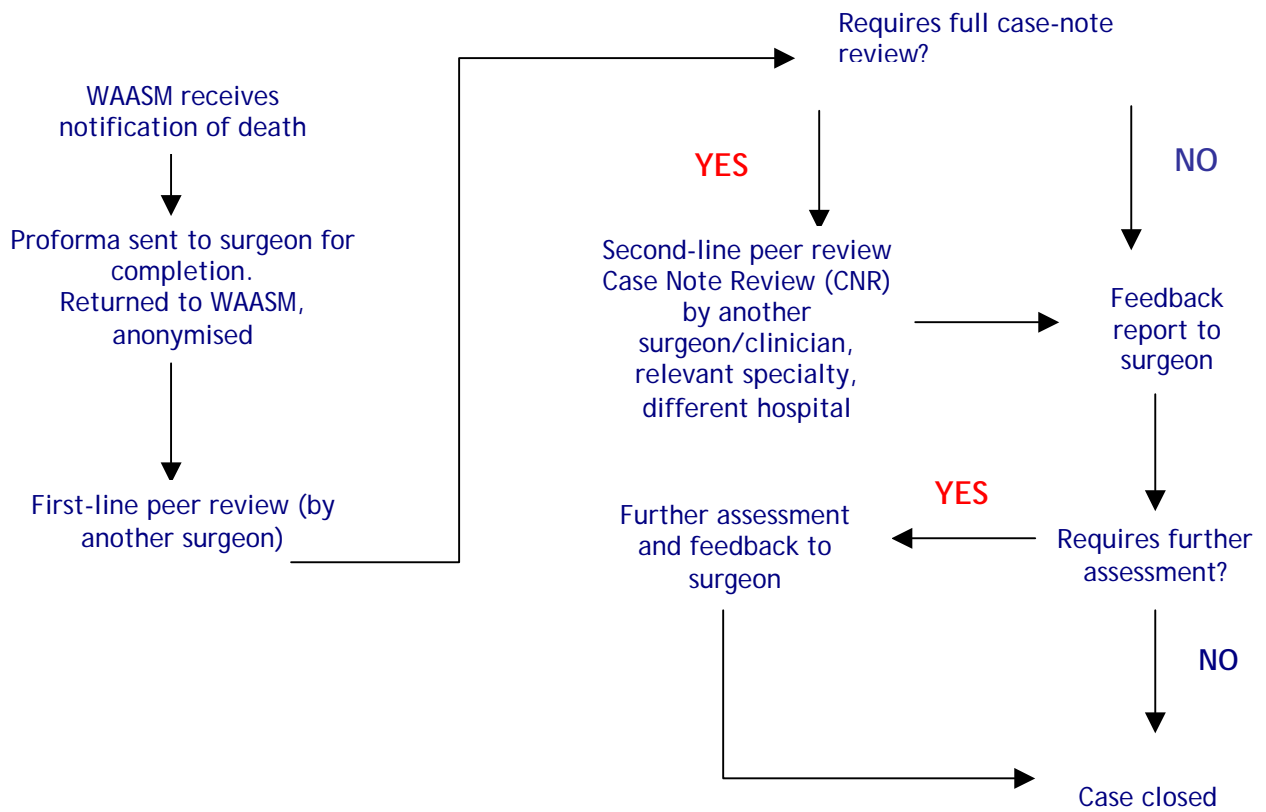 WAASM receives
notification of death
Proforma sent to surgeon for
completion.
Returned to WAASM,
anonymised
First-line peer review (by
another surgeon)
Requires full case-note
review?
YES
NO
Second-line peer review
Case Note Review (CNR)
by another
surgeon/clinician,
relevant specialty,
different hospital
Feedback
report to
surgeon
Requires further
assessment?
YES
Further assessment
and feedback to
surgeon
NO
Case closed